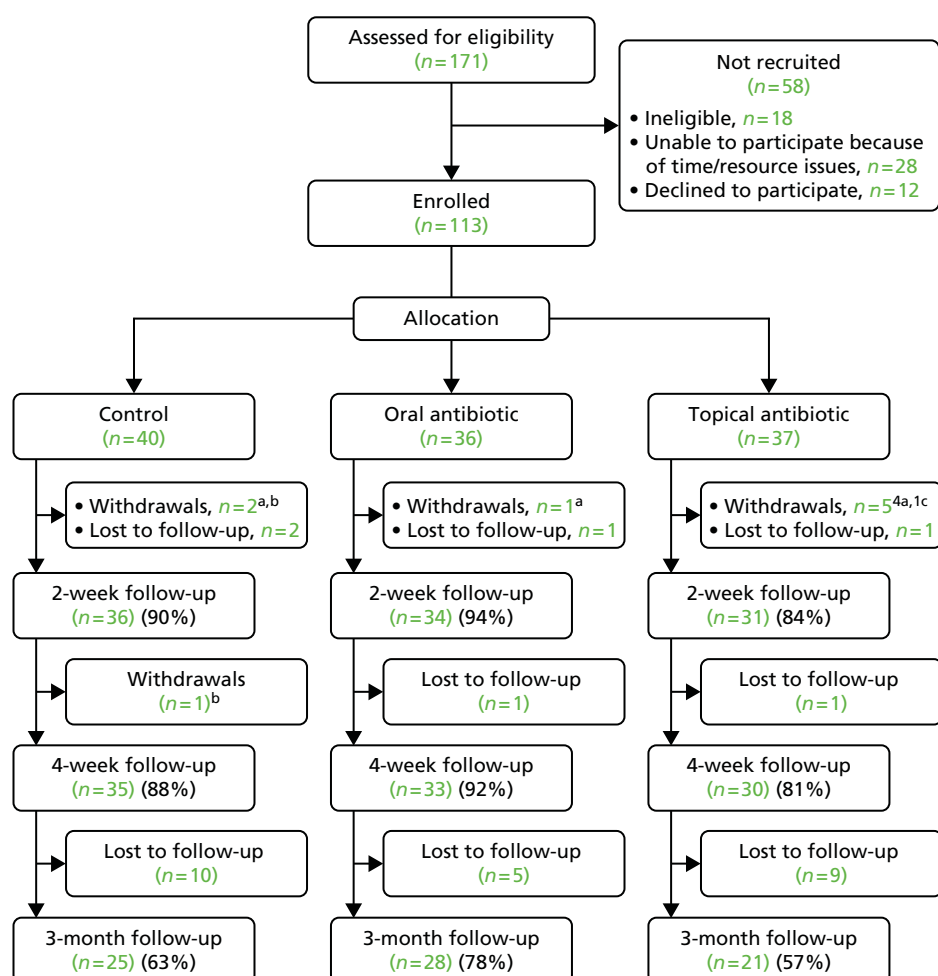 Assessed for eligibility
(n=171)
Not recruited
(n=58)
• Ineligible, n=18
• Unable to participate because
of time/resource issues, n=28
• Declined to participate, n=12
Enrolled
(n=113)
Allocation
Control
(n=40)
Oral antibiotic
(n=36)
Topical antibiotic
(n=37)
• Withdrawals, n=2a,b
• Lost to follow-up, n=2
• Withdrawals, n=1a
• Lost to follow-up, n=1
• Withdrawals, n=54a,1c
• Lost to follow-up, n=1
2-week follow-up
(n=36) (90%)
2-week follow-up
(n=34) (94%)
2-week follow-up
(n=31) (84%)
Withdrawals
(n=1)b
Lost to follow-up
(n=1)
Lost to follow-up
(n=1)
4-week follow-up
(n=35) (88%)
4-week follow-up
(n=33) (92%)
4-week follow-up
(n=30) (81%)
Lost to follow-up
(n=10)
Lost to follow-up
(n=5)
Lost to follow-up
(n=9)
3-month follow-up
(n=25) (63%)
3-month follow-up
(n=28) (78%)
3-month follow-up
(n=21) (57%)